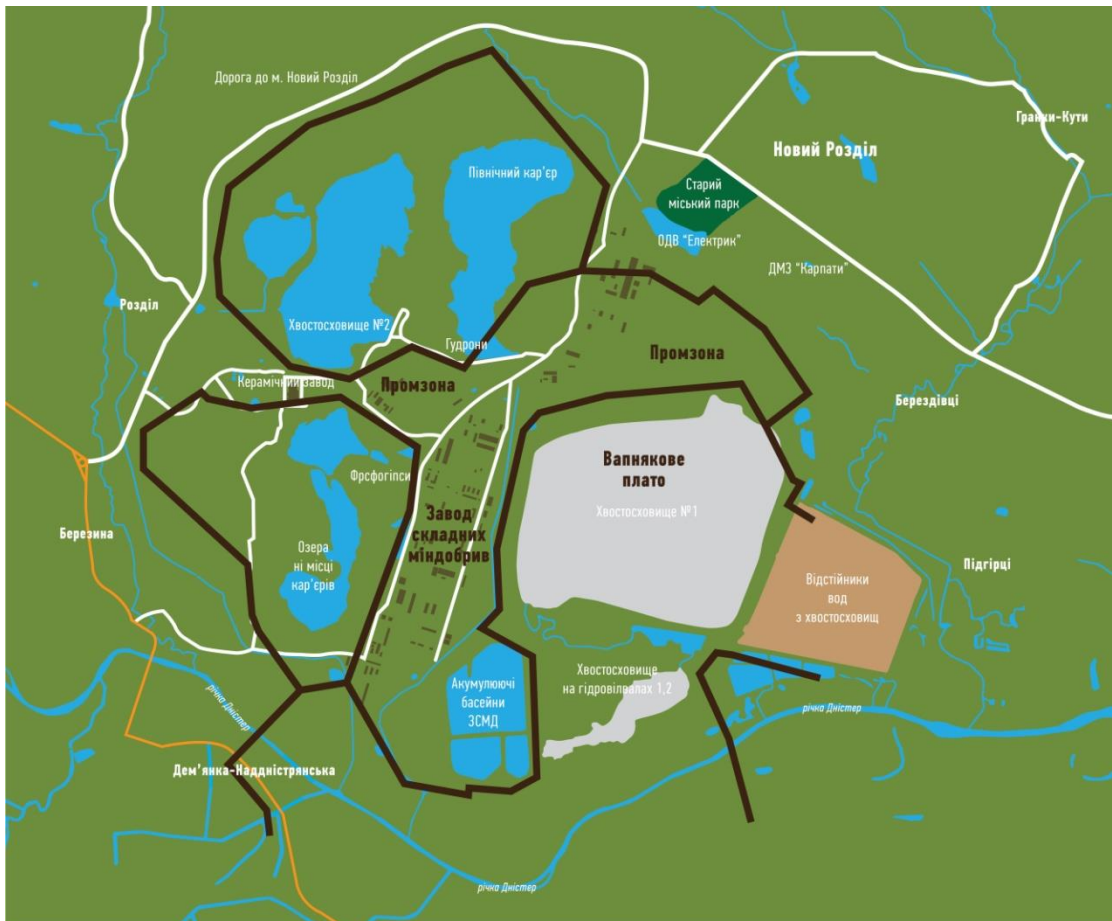 Дорога до м. Новий Розділ
Гранки-Кути
Новий Розділ
Північний кар'єр
Старий
міський парк
ОДВ "Електрик"
ДМЗ "Карпати"
Розділ
Хвостосховище №2
Гудрони
Промзона
Керамічний завод
Промзона
Берездівці
Вапнякове
плато
Хвостосховище №1
Фрсфогіпси
Завод
складних
міндобрив
Березина
Озера
ні місці
кар'єрів
Підгірці
Відстійники
вод
з хвостосховищ
Хвостосховище
на гідровілвалах 1,2
Акумулюючі
басейни
ЗСМД
річка Дністер
річка Дністер
Дем'янка-Наддністрянська
річка Дністер